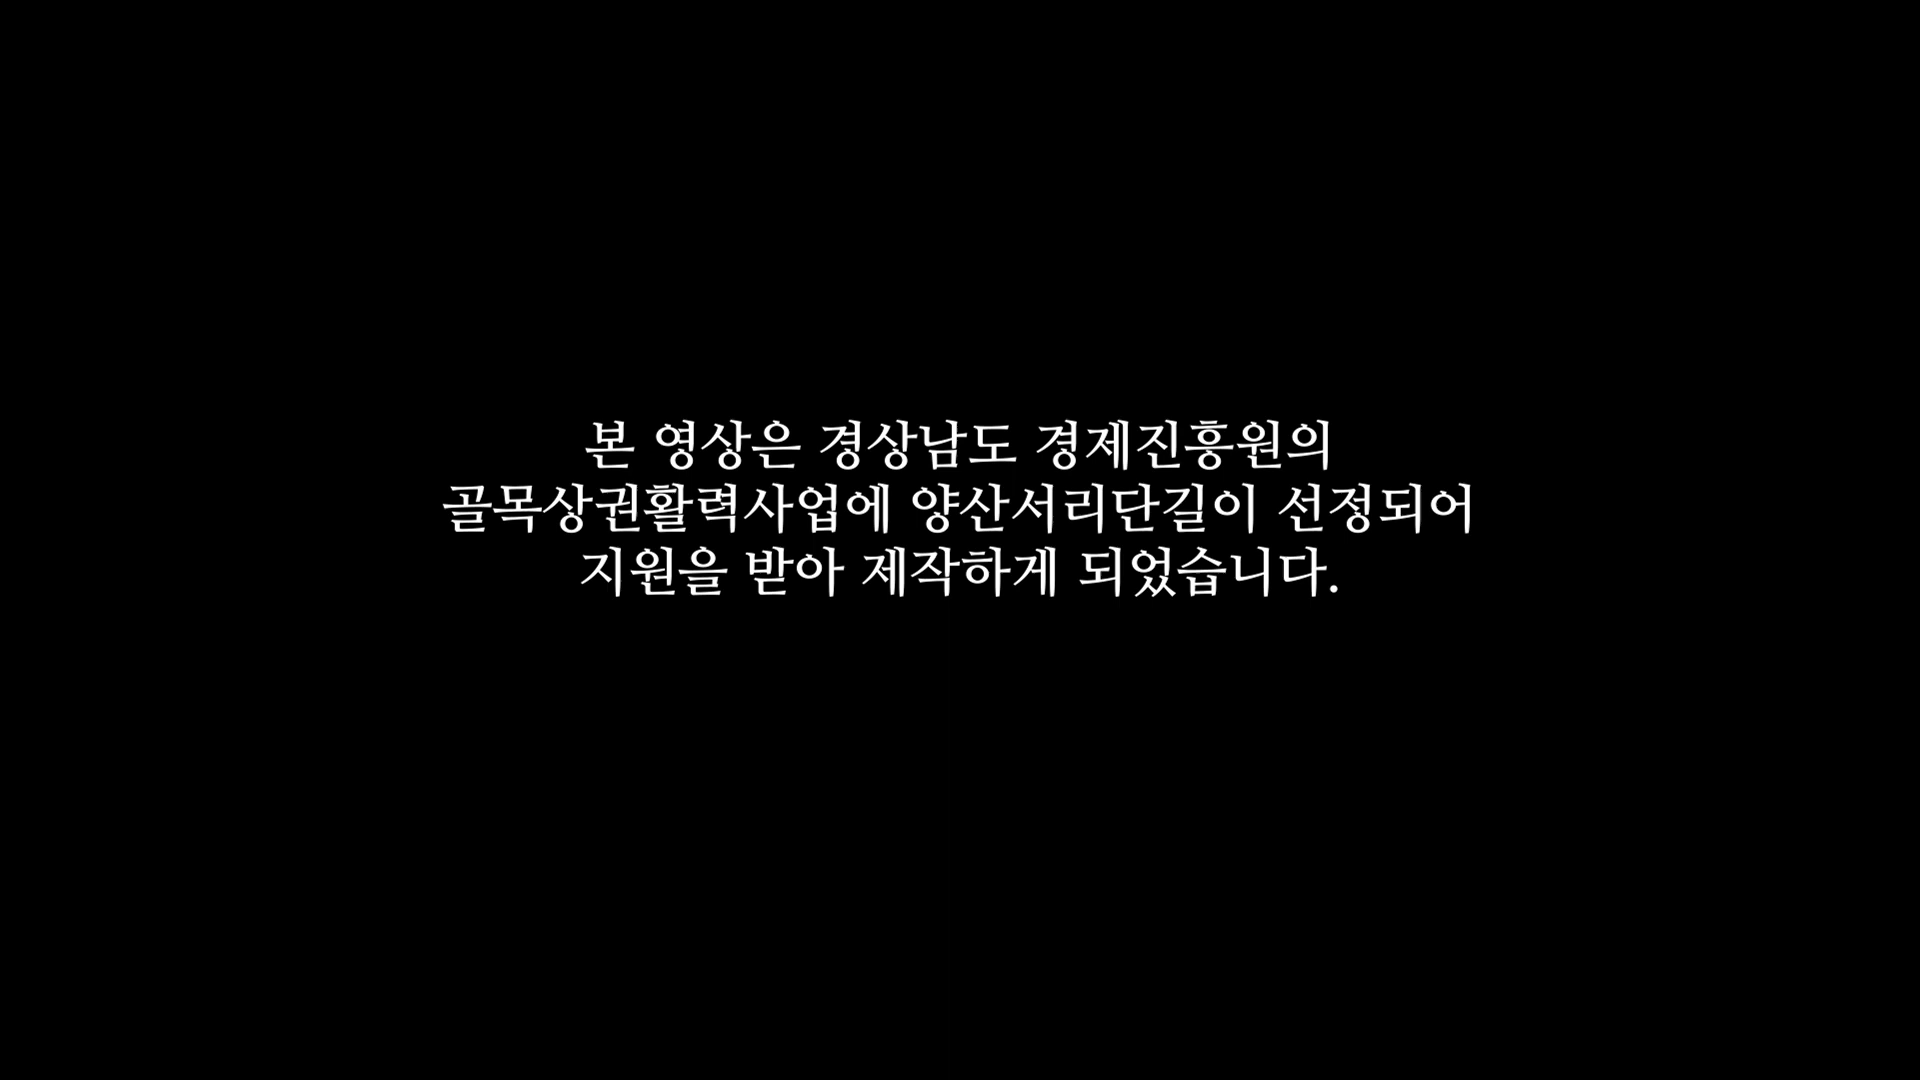 본 영상은 경상남도 경제진흥원의
골목상권활력사업에 양산서리단길이 선정되어
지원을 받아 제작하게 되었습니다.